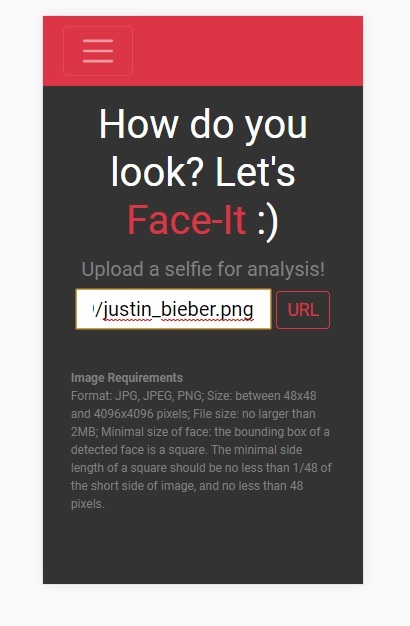 How do you
look? Let's
Face-It :)
Upload a selfie for analysis!
/justin_bieber.png
URL
Image Requirements
Format: JPG, JPEG, PNG; Size: between 48x48
and 4096x4096 pixels; File size: no larger than
2MB; Minimal size of face: the bounding box of a
detected face is a square. The minimal side
length of a square should be no less than 1/48 of
the short side of image, and no less than 48
pixels.